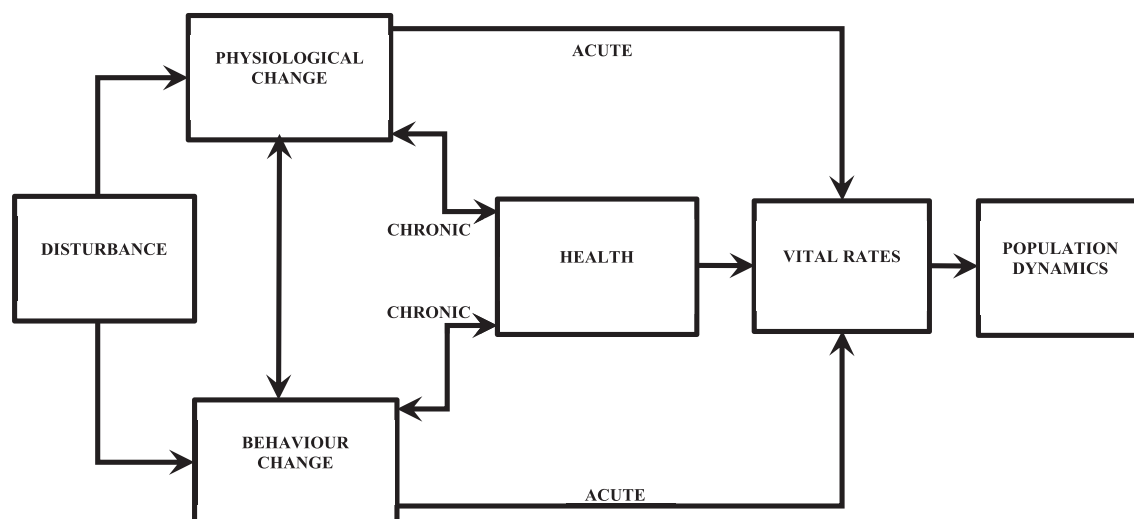 PHYSIOLOGICAL
CHANGE
ACUTE
DISTURBANCE
CHRONIC
HEALTH
VITAL RATES
POPULATION
DYNAMICS
CHRONIC
BEHAVIOUR
CHANGE
ACUTE